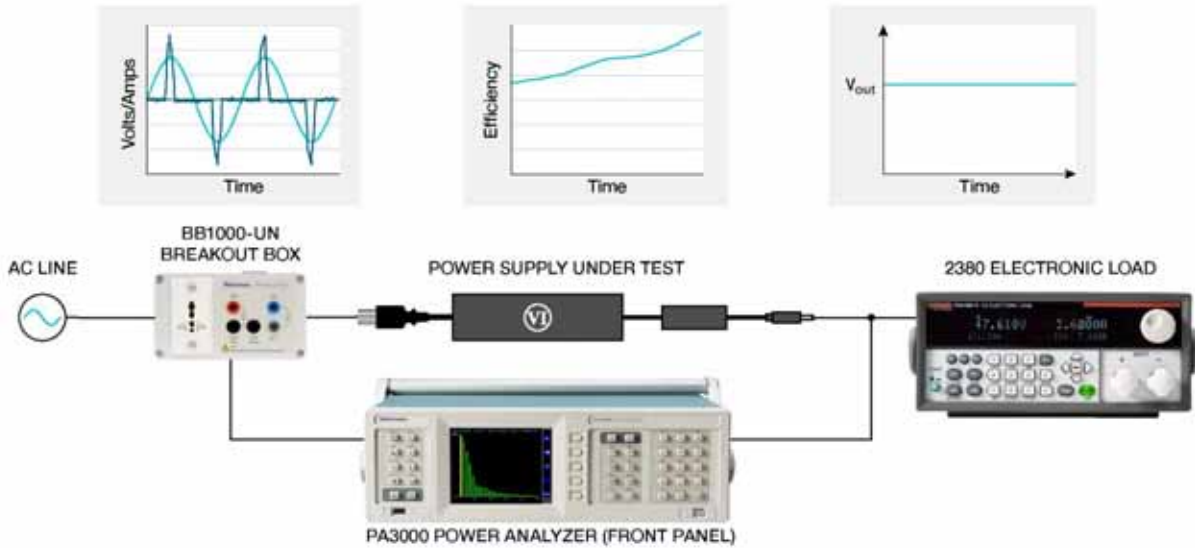 Volts/Amps
Time
Efficiency
Time
Vout
Time
AC LINE
BB1000-UN
BREAKOUT BOX
POWER SUPPLY UNDER TEST
2380 ELECTRONIC LOAD
VI
PA3000 POWER ANALYZER (FRONT PANEL)